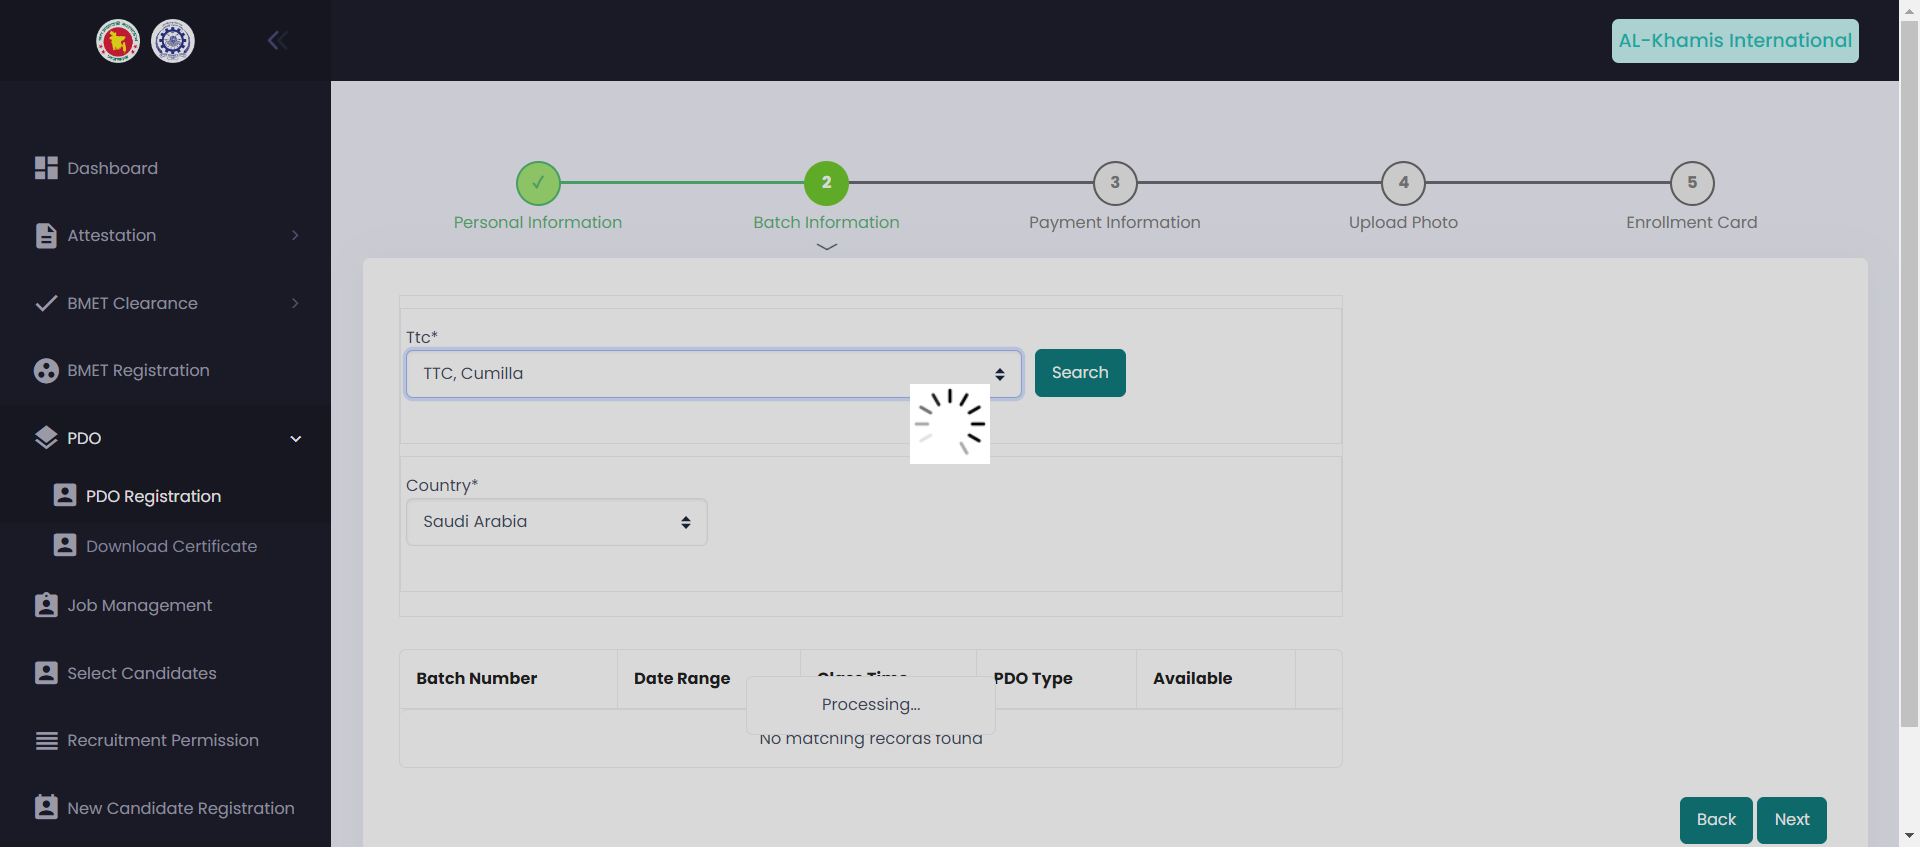 AL-Khamis International
Dashboard
Attestation
BMET Clearance
BMET Registration
PDO
PDO Registration
Download Certificate
Job Management
Select Candidates
Recruitment Permission
New Candidate Registration
✓ 2 3 4 5
Personal Information Batch Information Payment Information Upload Photo Enrollment Card
Ttc*
TTC, Cumilla Search
Country*
Saudi Arabia
Batch Number Date Range Class Time PDO Type Available
Processing...
No matching records found
Back Next